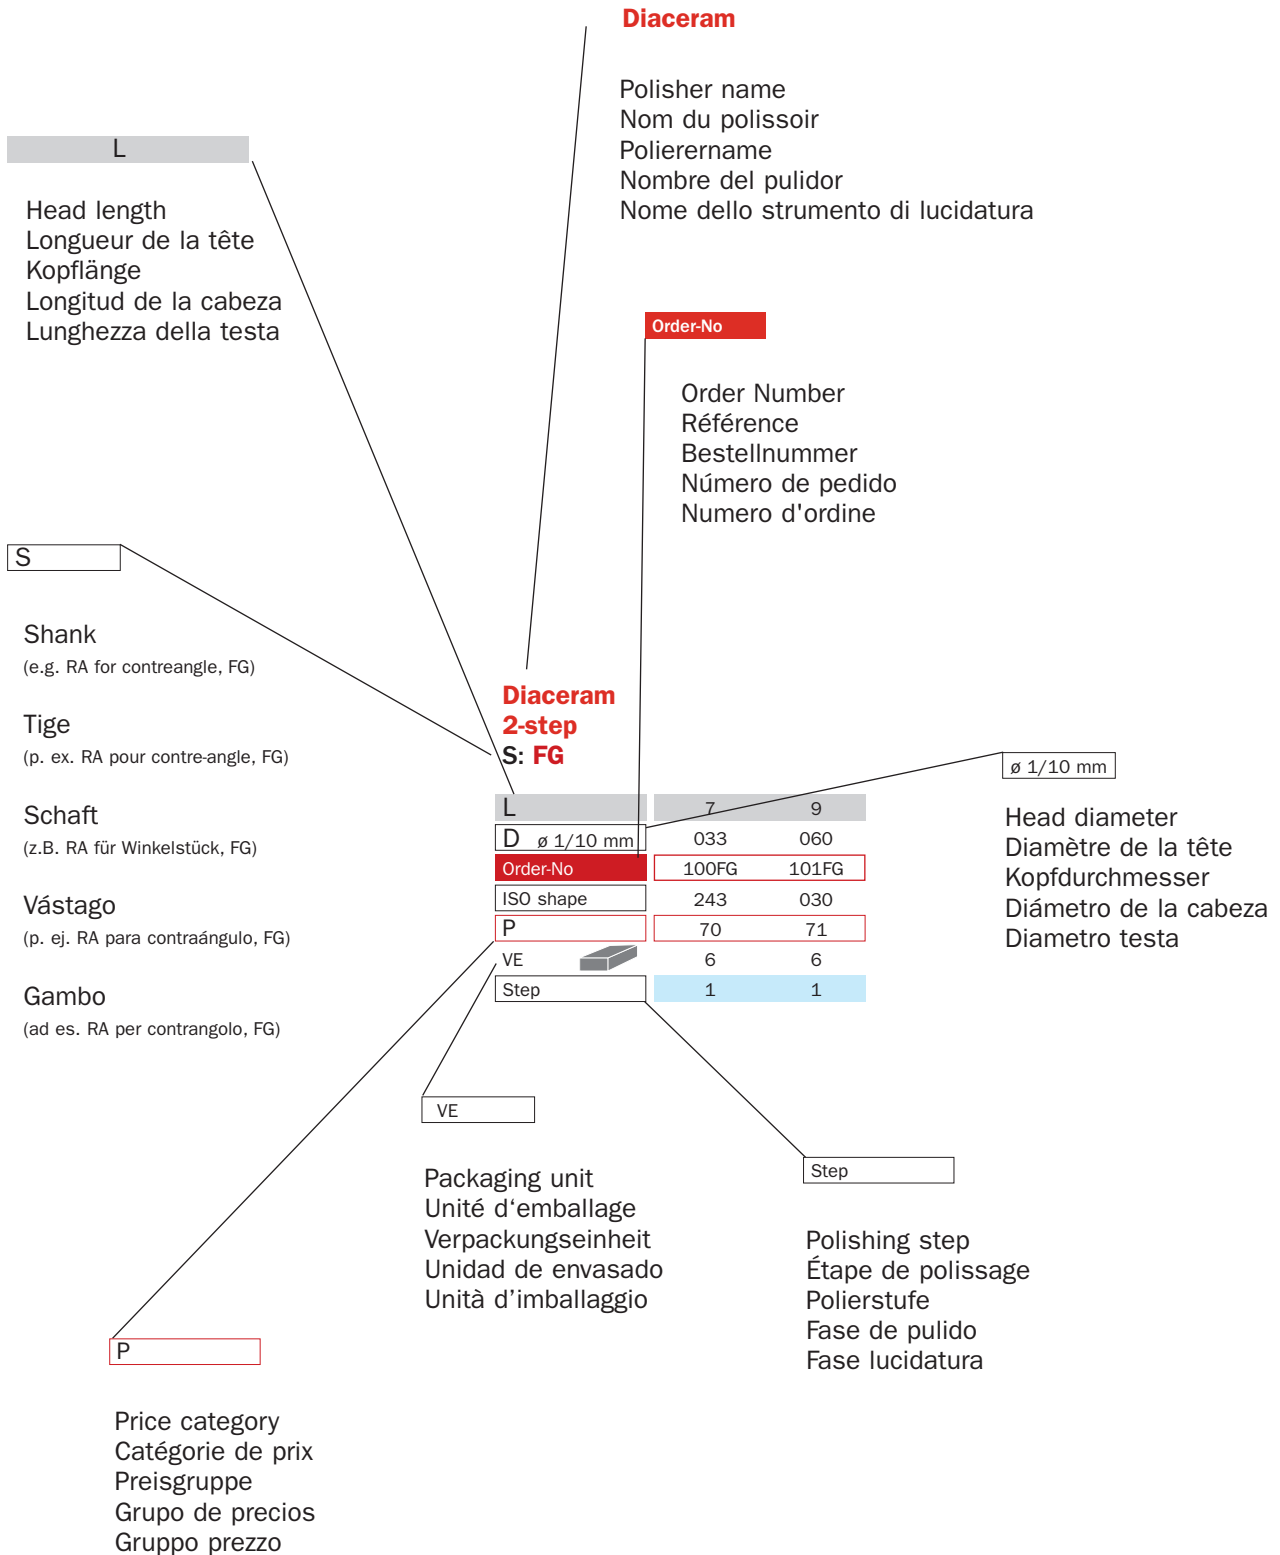 Diaceram
Polisher name
Nom du polissoir
Polierername
Nombre del pulidor
Nome dello strumento di lucidatura
L
Head length
Longueur de la tête
Kopflänge
Longitud de la cabeza
Lunghezza della testa
Order-No
Order Number
Référence
Bestellnummer
Número de pedido
Numero d'ordine
S
Shank
(e.g. RA for contreangle, FG)
Tige
(p. ex. RA pour contre-angle, FG)
Schaft
(z.B. RA für Winkelstück, FG)
Vástago
(p. ej. RA para contraángulo, FG)
Gambo
(ad es. RA per contrangolo, FG)
Diaceram
2-step
S: FG
L 7 9
D ø 1/10 mm 033 060
Order-No 100FG 101FG
ISO shape 243 030
P 70 71
VE 6 6
Step 1 1
ø 1/10 mm
Head diameter
Diamètre de la tête
Kopfdurchmesser
Diámetro de la cabeza
Diametro testa
VE
Packaging unit
Unité d‘emballage
Verpackungseinheit
Unidad de envasado
Unità d’imballaggio
Step
Polishing step
Étape de polissage
Polierstufe
Fase de pulido
Fase lucidatura
P
Price category
Catégorie de prix
Preisgruppe
Grupo de precios
Gruppo prezzo